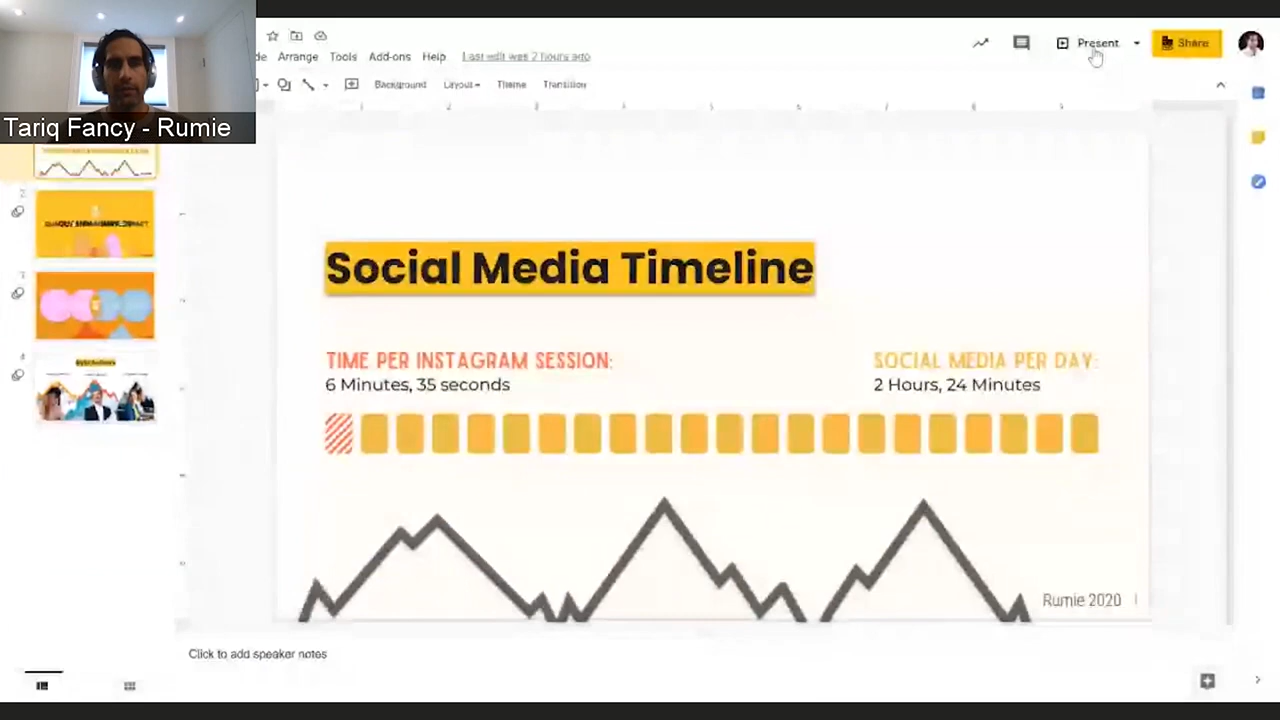 Tariq Fancy - Rumie
Arrange Tools Add-ons Help Last edit was 2 hours ago
Present
Share
Background Layout Theme Transition
Social Media Timeline
TIME PER INSTAGRAM SESSION:
6 Minutes, 35 seconds
SOCIAL MEDIA PER DAY:
2 Hours, 24 Minutes
Rumie 2020
Click to add speaker notes